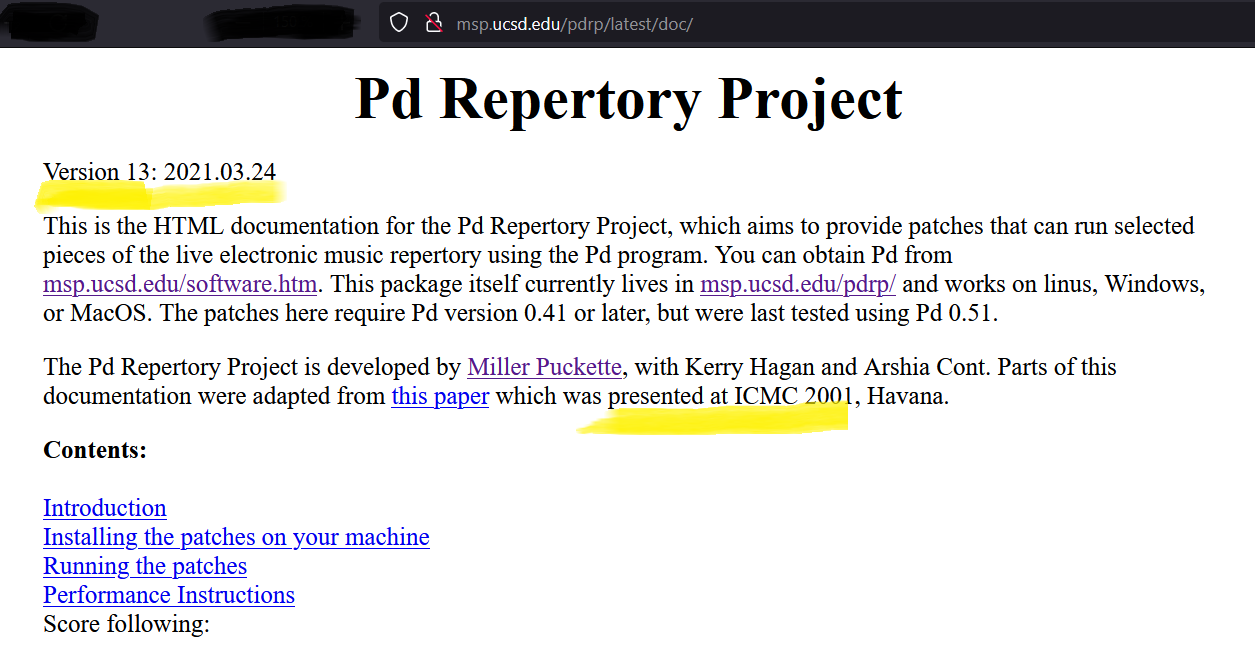 msp.ucsd.edu/pdrp/latest/doc/
Pd Repertory Project
Version 13: 2021.03.24
This is the HTML documentation for the Pd Repertory Project, which aims to provide patches that can run selected
pieces of the live electronic music repertory using the Pd program. You can obtain Pd from
msp.ucsd.edu/software.htm. This package itself currently lives in msp.ucsd.edu/pdrp/ and works on linus, Windows,
or MacOS. The patches here require Pd version 0.41 or later, but were last tested using Pd 0.51.
The Pd Repertory Project is developed by Miller Puckette, with Kerry Hagan and Arshia Cont. Parts of this
documentation were adapted from this paper which was presented at ICMC 2001, Havana.
Contents:
Introduction
Installing the patches on your machine
Running the patches
Performance Instructions
Score following: